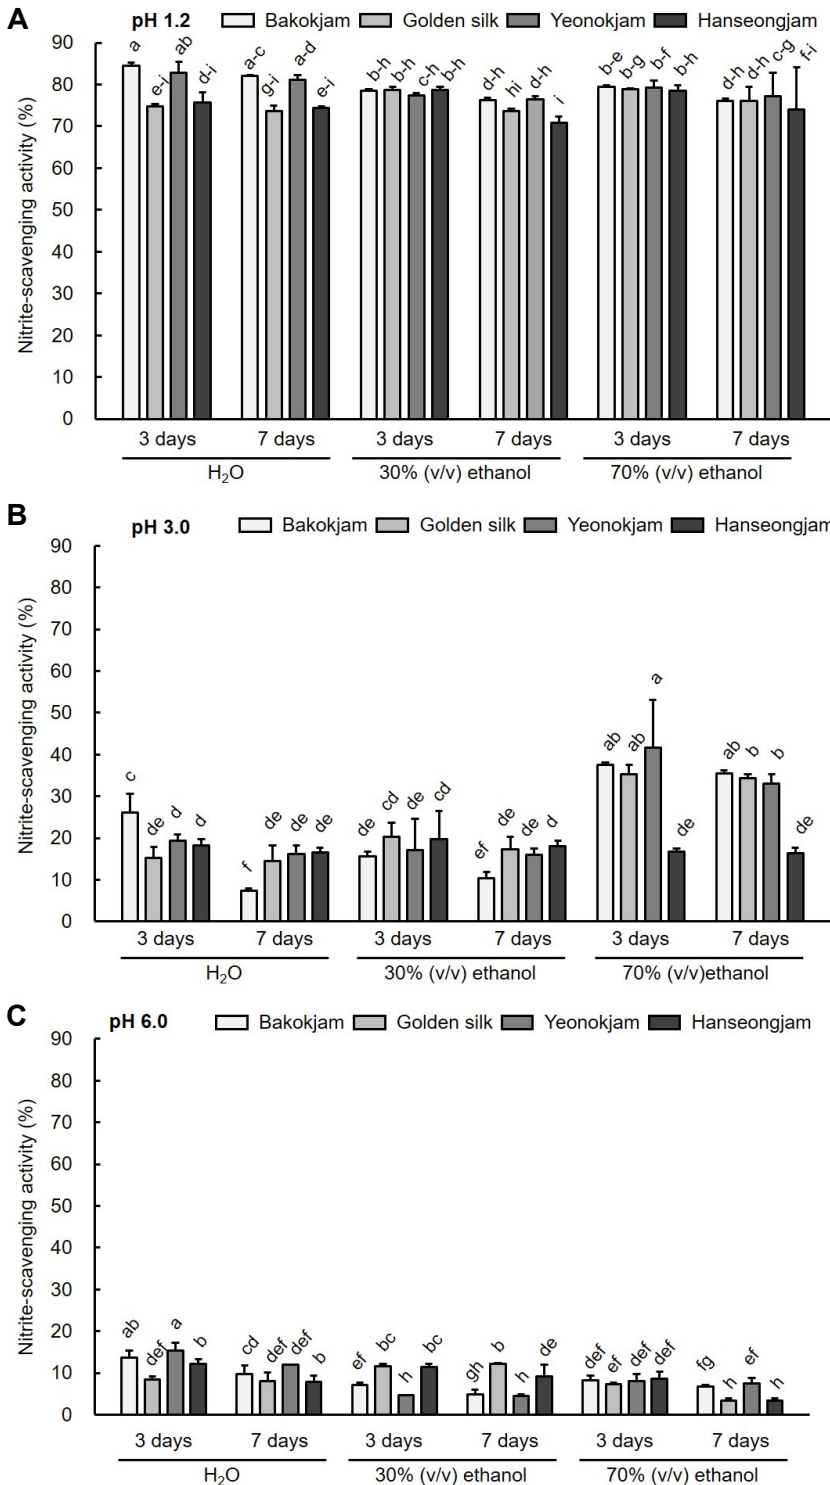 A
pH 1.2
Bakokjam Golden silk Yeonokjam Hanseongjam
Nitrite-scavenging activity (%)
90
80
70
60
50
40
30
20
10
0
a e-i ab d-i a-c g-i a-d e-i b-h b-h c-h b-h d-h hi d-h i b-e b-g b-f b-h d-h d-h c-g f-i
3 days 7 days 3 days 7 days 3 days 7 days
H₂O 30% (v/v) ethanol 70% (v/v) ethanol
B
pH 3.0
Bakokjam Golden silk Yeonokjam Hanseongjam
Nitrite-scavenging activity (%)
90
80
70
60
50
40
30
20
10
0
c de d d f de de de de cd de cd ef de de d ab ab a de ab b b de
3 days 7 days 3 days 7 days 3 days 7 days
H₂O 30% (v/v) ethanol 70% (v/v)ethanol
C
pH 6.0
Bakokjam Golden silk Yeonokjam Hanseongjam
Nitrite-scavenging activity (%)
90
80
70
60
50
40
30
20
10
0
ab def a b cd def def b ef bc h bc gh b h de def ef def def fg h ef h
3 days 7 days 3 days 7 days 3 days 7 days
H₂O 30% (v/v) ethanol 70% (v/v) ethanol